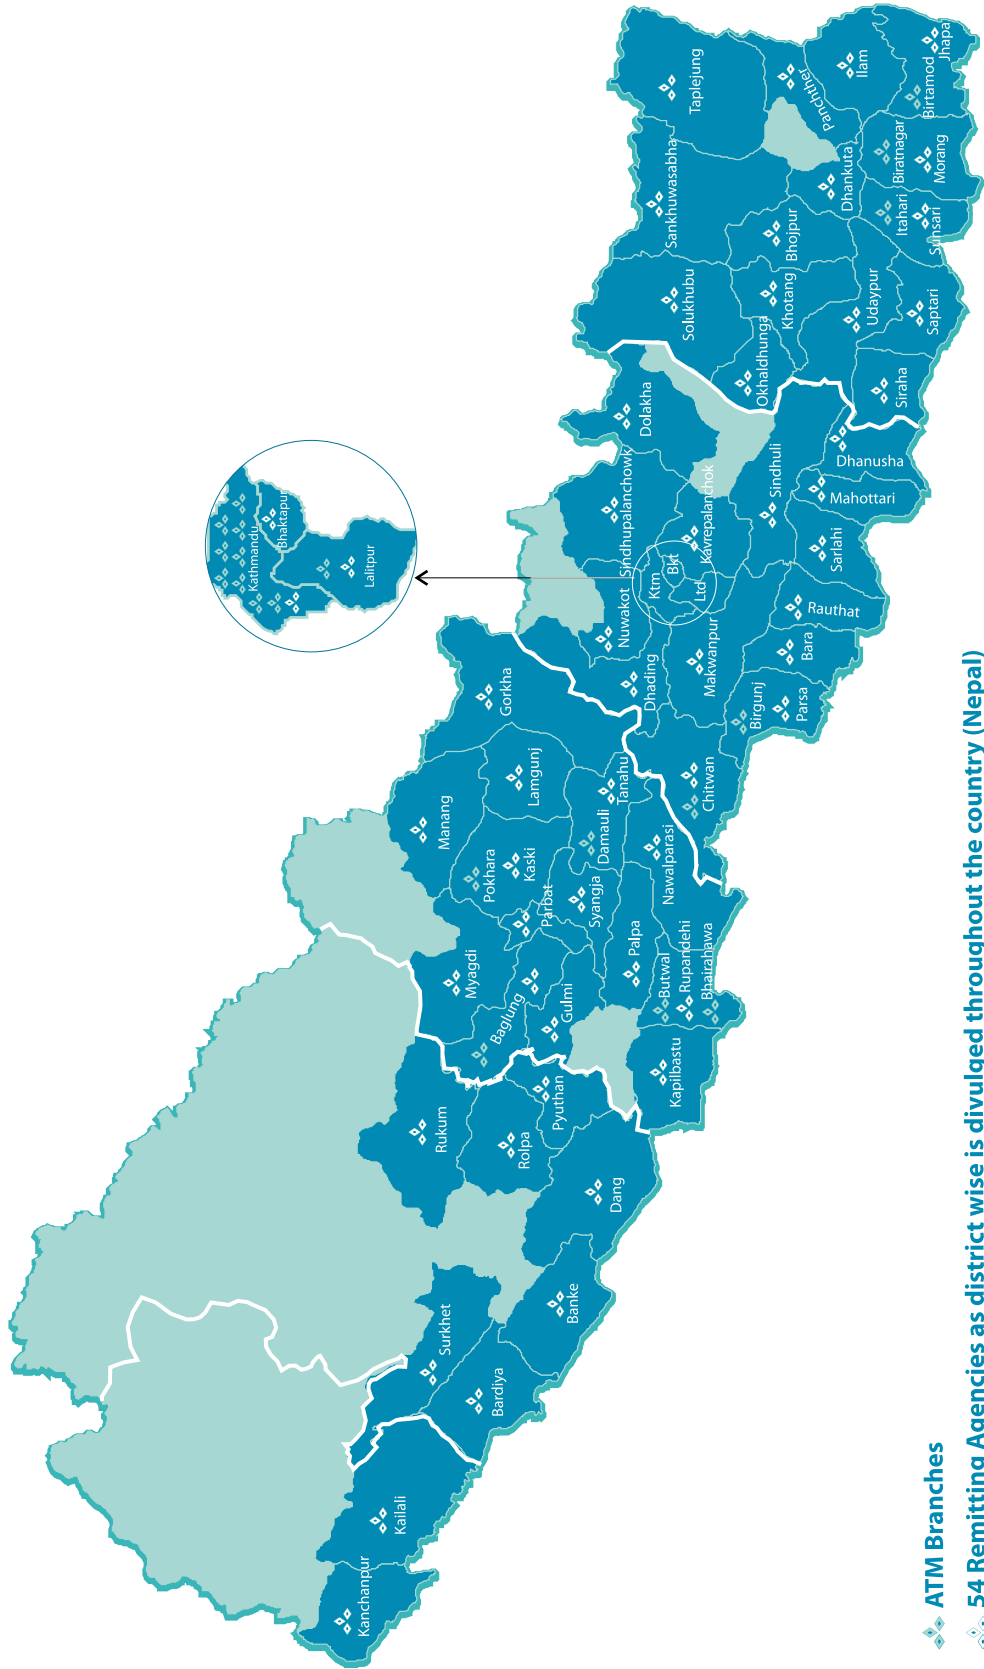 Kanchanpur
Kailali
Bardiya
Surkhet
Banke
Dang
Rukum
Rolpa
Pyuthan
Myagdi
Baglung
Gulmi
Kapilbastu
Manang
Pokhara
Kaski
Parbat
Syangja
Palpa
Butwal
Rupandehi
Bhairahawa
Gorkha
Lamgunj
Damauli
Tanahu
Nawalparasi
Chitwan
Kathmandu
Bhaktapur
Lalitpur
Nuwakot
Dhading
Makwanpur
Birgunj
Parsa
Bara
Rauthat
Ktm
Bkt
Ltd
Sindhupalanchowk
Kavrepalanchok
Dolakha
Sindhuli
Sarlahi
Mahottari
Dhanusha
Solukhubu
Okhaldhunga
Khotang
Udaypur
Siraha
Saptari
Sankhuwasabha
Bhojpur
Dhankuta
Itahari
Sunsari
Taplejung
Panchthar
Ilam
Biratnagar
Morang
Birtamod
Jhapa
ATM Branches
54 Remitting Agencies as district wise is divulged throughout the country (Nepal)